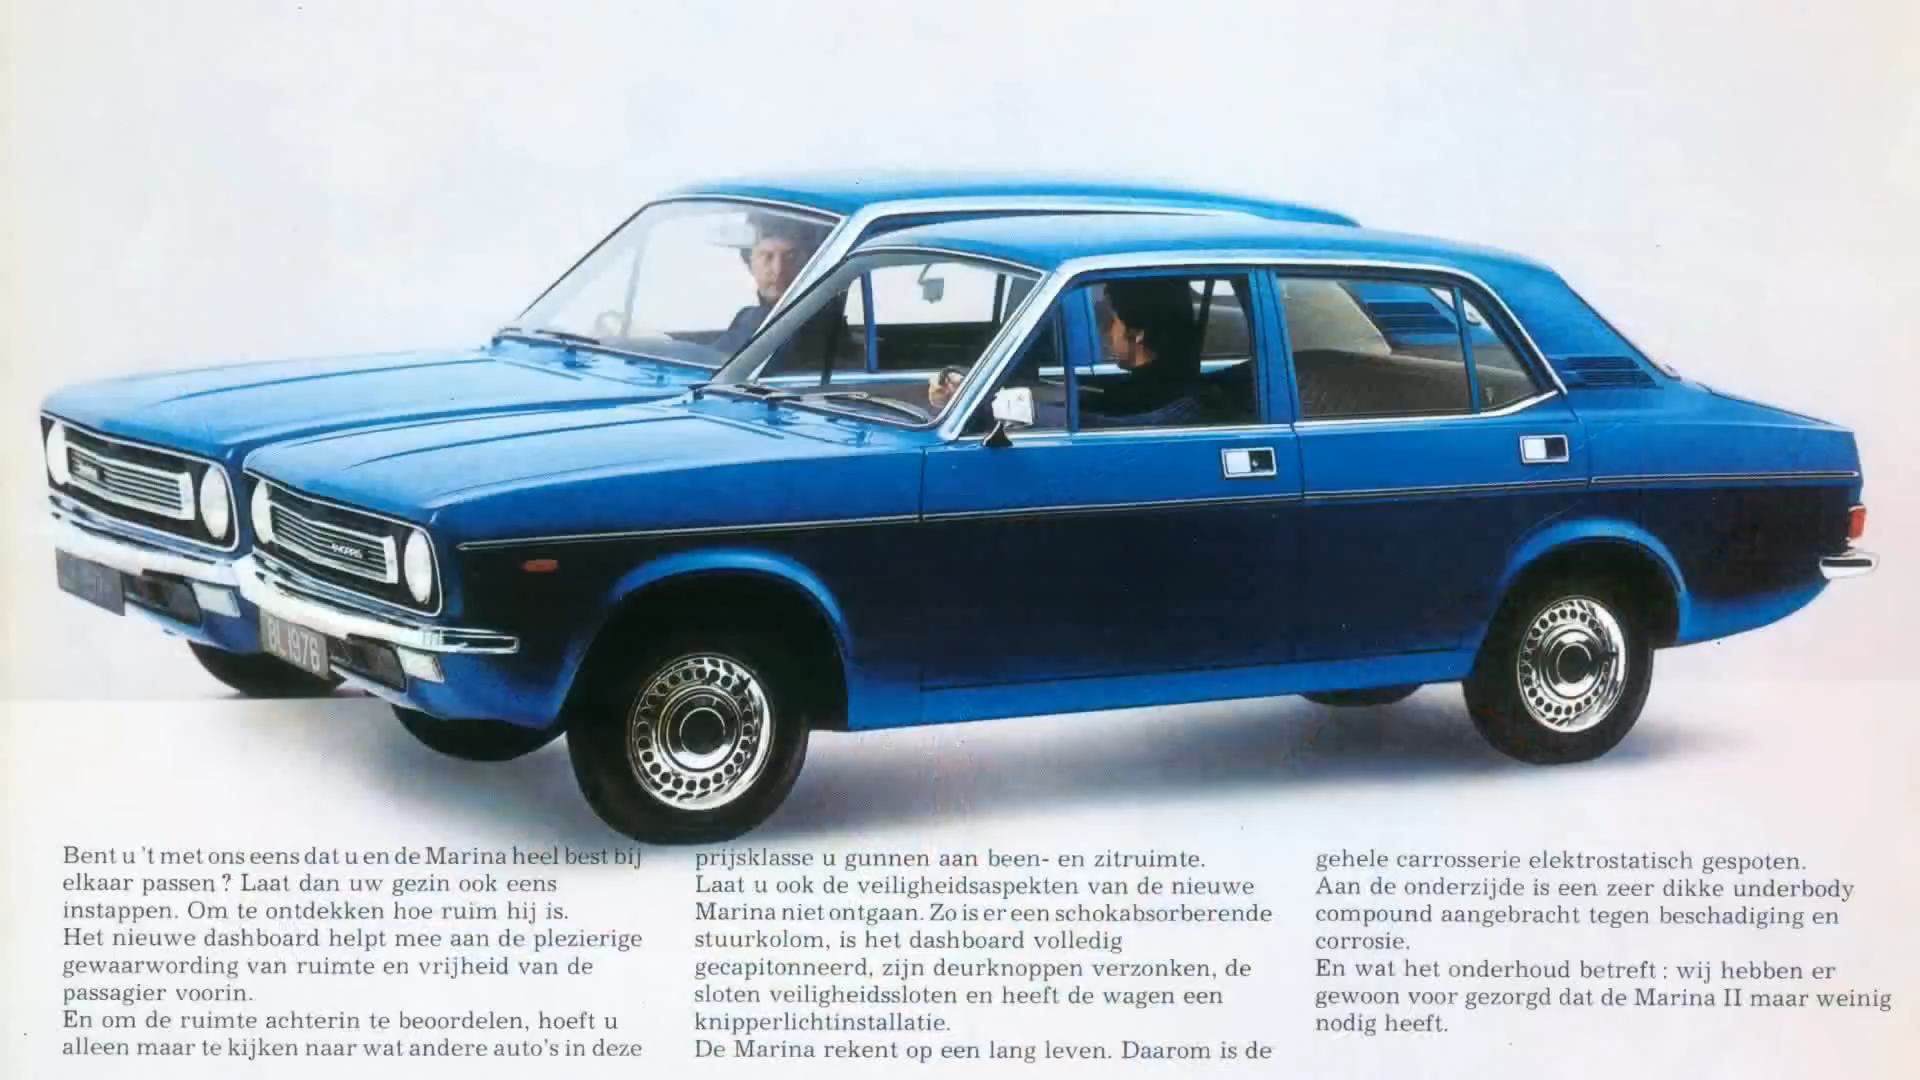 MORRIS
BL 1976
Bent u 't met ons eens dat u en de Marina heel best bij
elkaar passen? Laat dan uw gezin ook eens
instappen. Om te ontdekken hoe ruim hij is.
Het nieuwe dashboard helpt mee aan de plezierige
gewaarwording van ruimte en vrijheid van de
passagier voorin.
En om de ruimte achterin te beoordelen, hoeft u
alleen maar te kijken naar wat andere auto's in deze
prijsklasse u gunnen aan been- en zitruimte.
Laat u ook de veiligheidsaspekten van de nieuwe
Marina niet ontgaan. Zo is er een schokabsorberende
stuurkolom, is het dashboard volledig
gecapitonneerd, zijn deurknoppen verzonken, de
sloten veiligheidssloten en heeft de wagen een
knipperlichtinstallatie.
De Marina rekent op een lang leven. Daarom is de
gehele carrosserie elektrostatisch gespoten.
Aan de onderzijde is een zeer dikke underbody
compound aangebracht tegen beschadiging en
corrosie.
En wat het onderhoud betreft : wij hebben er
gewoon voor gezorgd dat de Marina II maar weinig
nodig heeft.